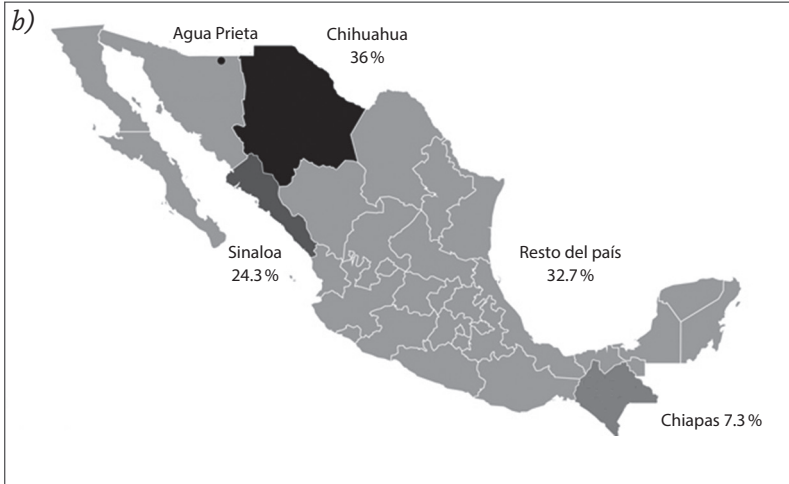 b)
Agua Prieta
Chihuahua
36 %
Sinaloa
24.3 %
Resto del país
32.7 %
Chiapas 7.3 %